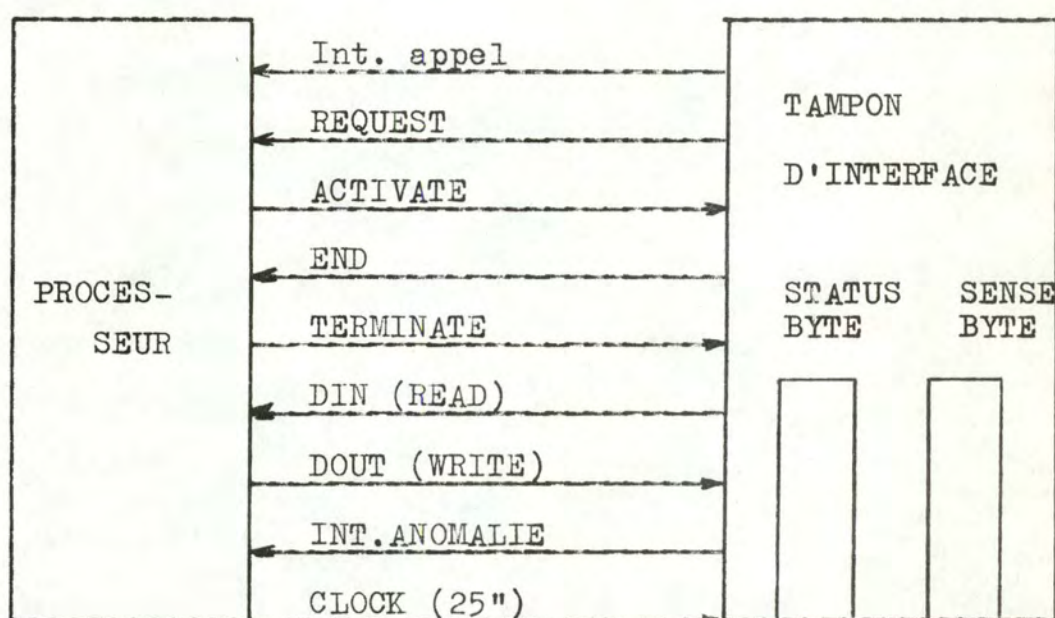 Int. appel
REQUEST
ACTIVATE
END
TERMINATE
DIN (READ)
DOUT (WRITE)
INT.ANOMALIE
CLOCK (25")
PROCES-
SEUR
TAMPON
D'INTERFACE
STATUS SENSE
BYTE BYTE